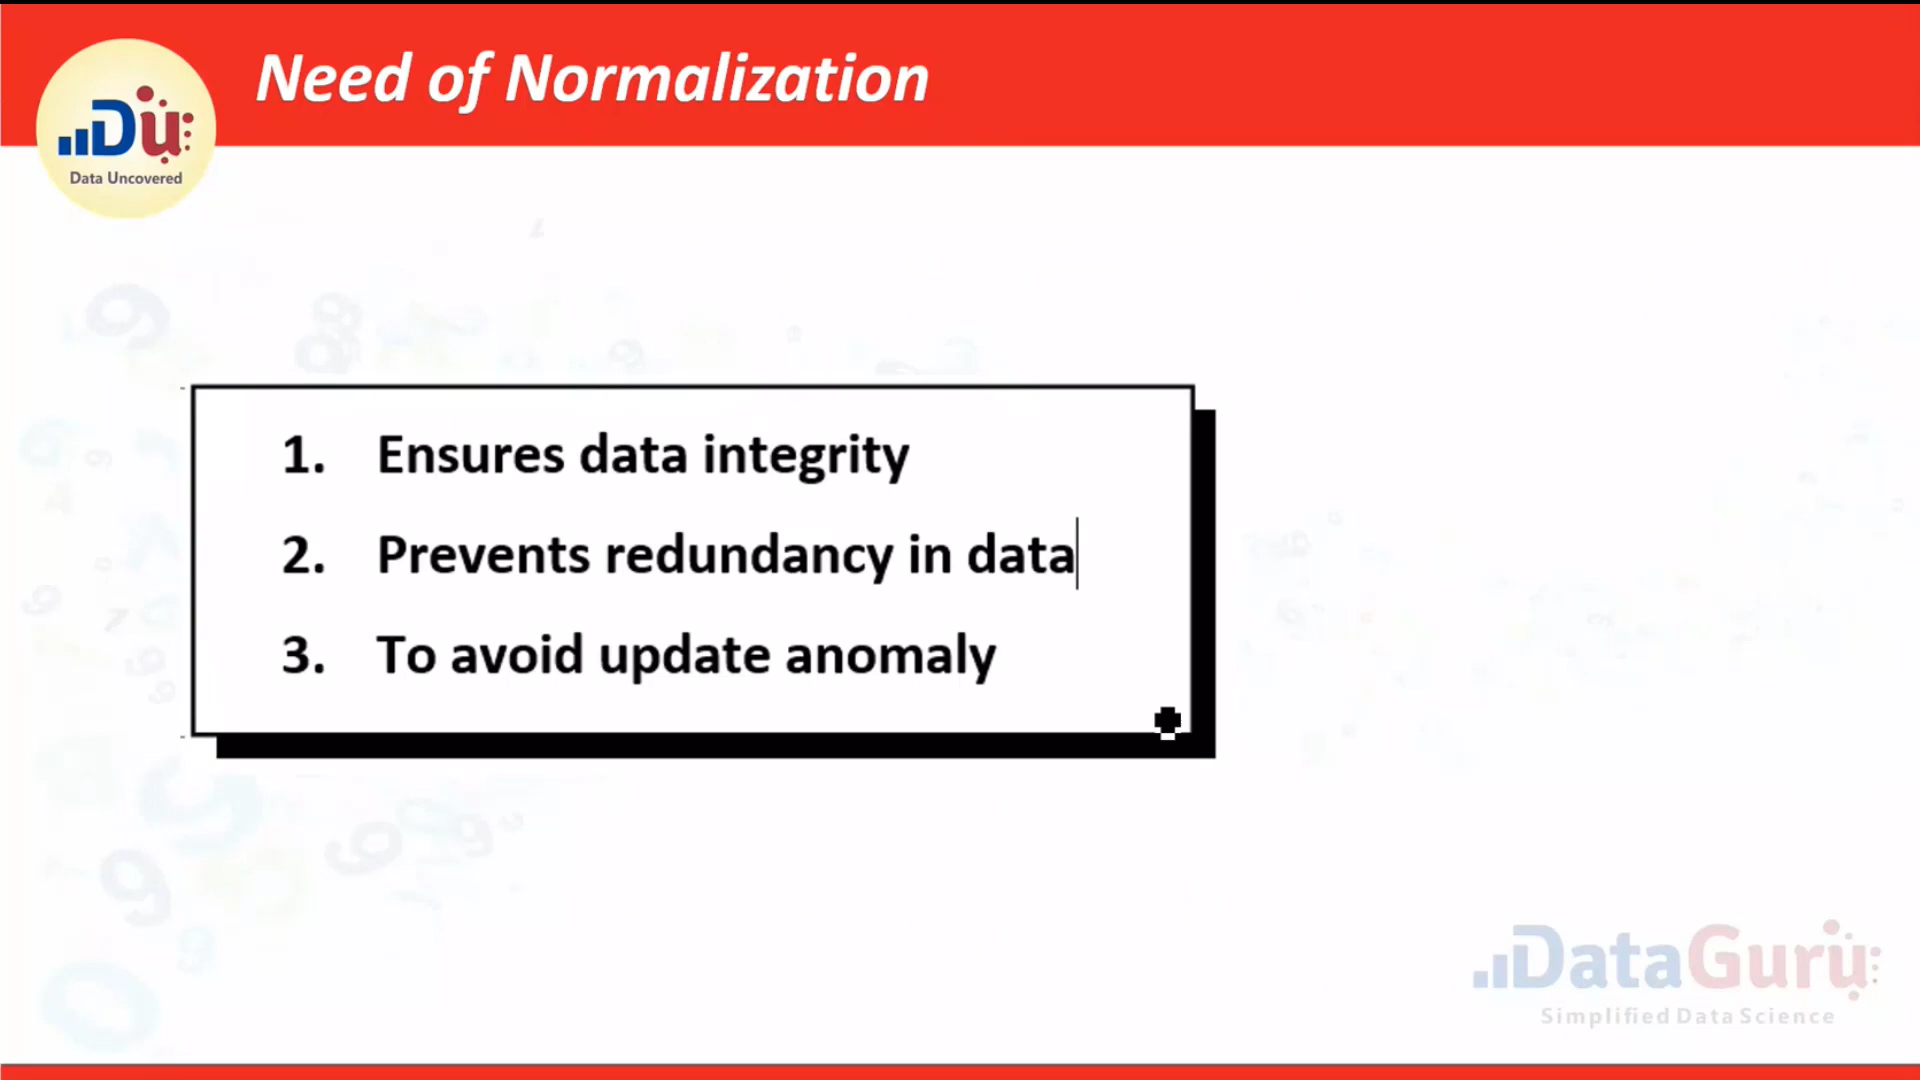 Need of Normalization
Du
Data Uncovered
1. Ensures data integrity
2. Prevents redundancy in data
3. To avoid update anomaly
DataGuru
Simplified Data Science